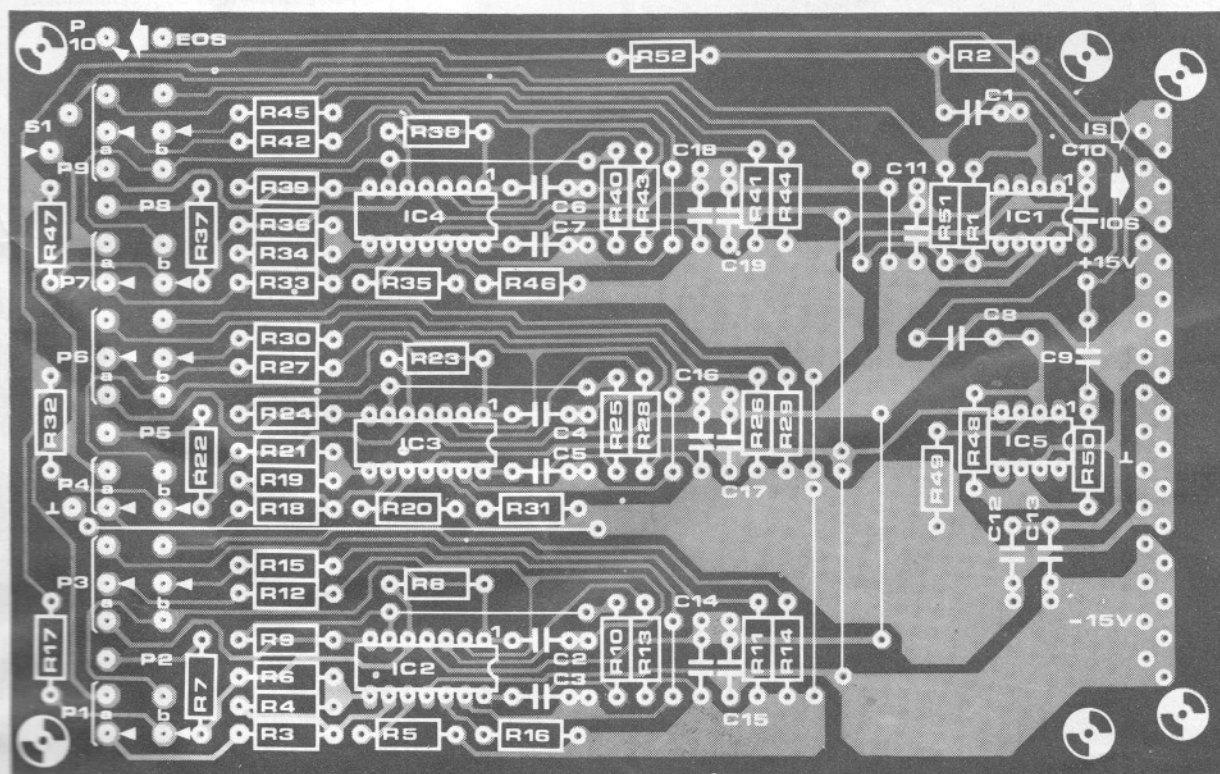 P 10 EOS R52 R2
C1
S1 R45 R38 IS
a b R42 C18 C11 C10
P9 R39 1 R40 R43 R41 R44 R51 R1 1
R47 P8 R37 R36 IC4 C6 IC1 IOS
a b R34 C7 C19 +15V
P7 R33 R35 R46
R30 C8
P6 R27 R23 C9
a b C16
R32 R24 1 R25 R28 R26 R29 R48 1
P5 R22 R21 IC3 C4 IC5 R50 ⊥
a b R19 C5 R49
P4 C17
⊥ R18 R20 R31 C12 C13
R15
P3 R12 R8
a b C14
R17 R9 1 R10 R13 R11 R14 -15V
P2 R7 R6 IC2 C2
a b R4 C3
P1 C15
R3 R5 R16